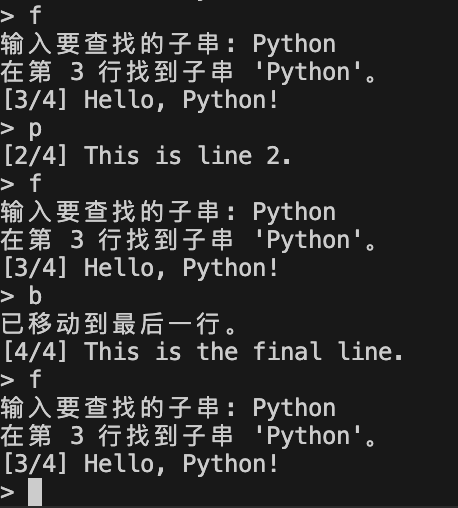 > f
输入要查找的子串: Python
在第 3 行找到子串 'Python'。
[3/4] Hello, Python!
> p
[2/4] This is line 2.
> f
输入要查找的子串: Python
在第 3 行找到子串 'Python'。
[3/4] Hello, Python!
> b
已移动到最后一行。
[4/4] This is the final line.
> f
输入要查找的子串: Python
在第 3 行找到子串 'Python'。
[3/4] Hello, Python!
>